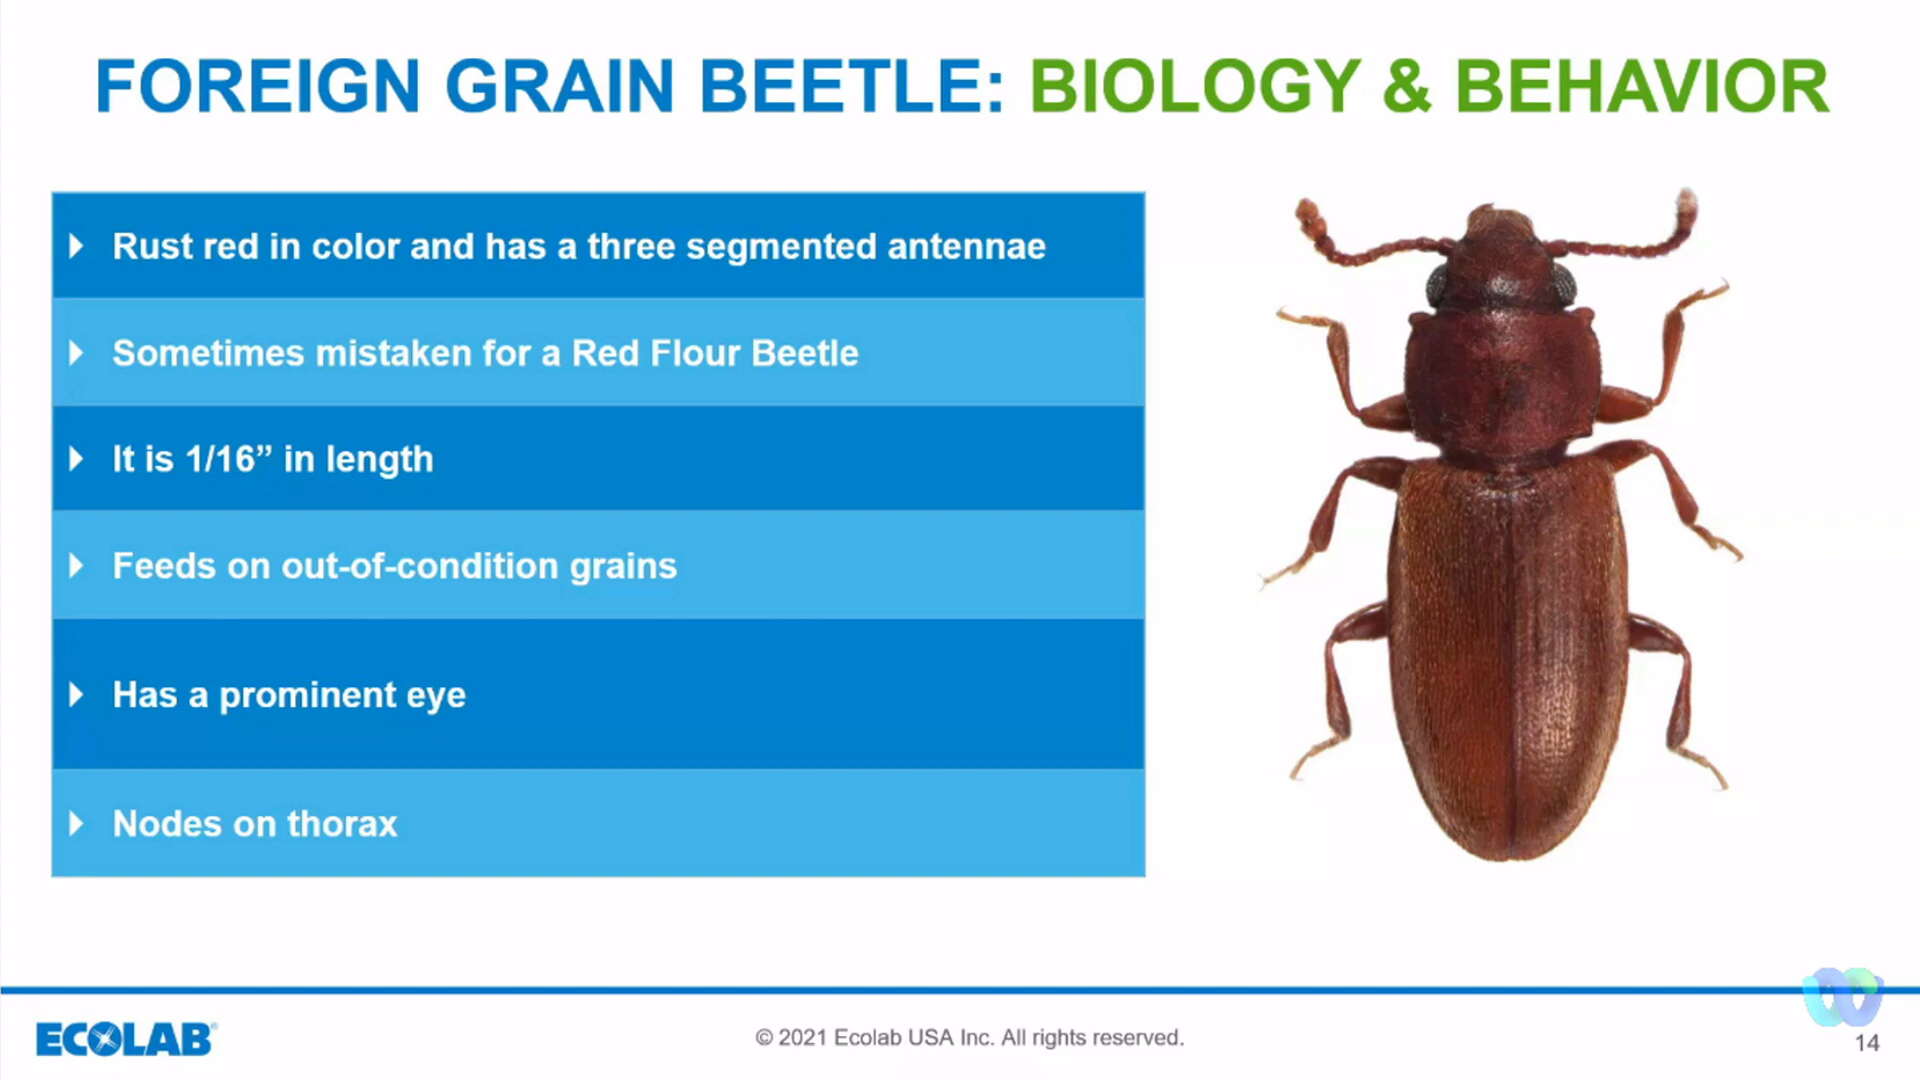 FOREIGN GRAIN BEETLE: BIOLOGY & BEHAVIOR
Rust red in color and has a three segmented antennae
Sometimes mistaken for a Red Flour Beetle
It is 1/16” in length
Feeds on out-of-condition grains
Has a prominent eye
Nodes on thorax
ECOLAB®
© 2021 Ecolab USA Inc. All rights reserved.
14